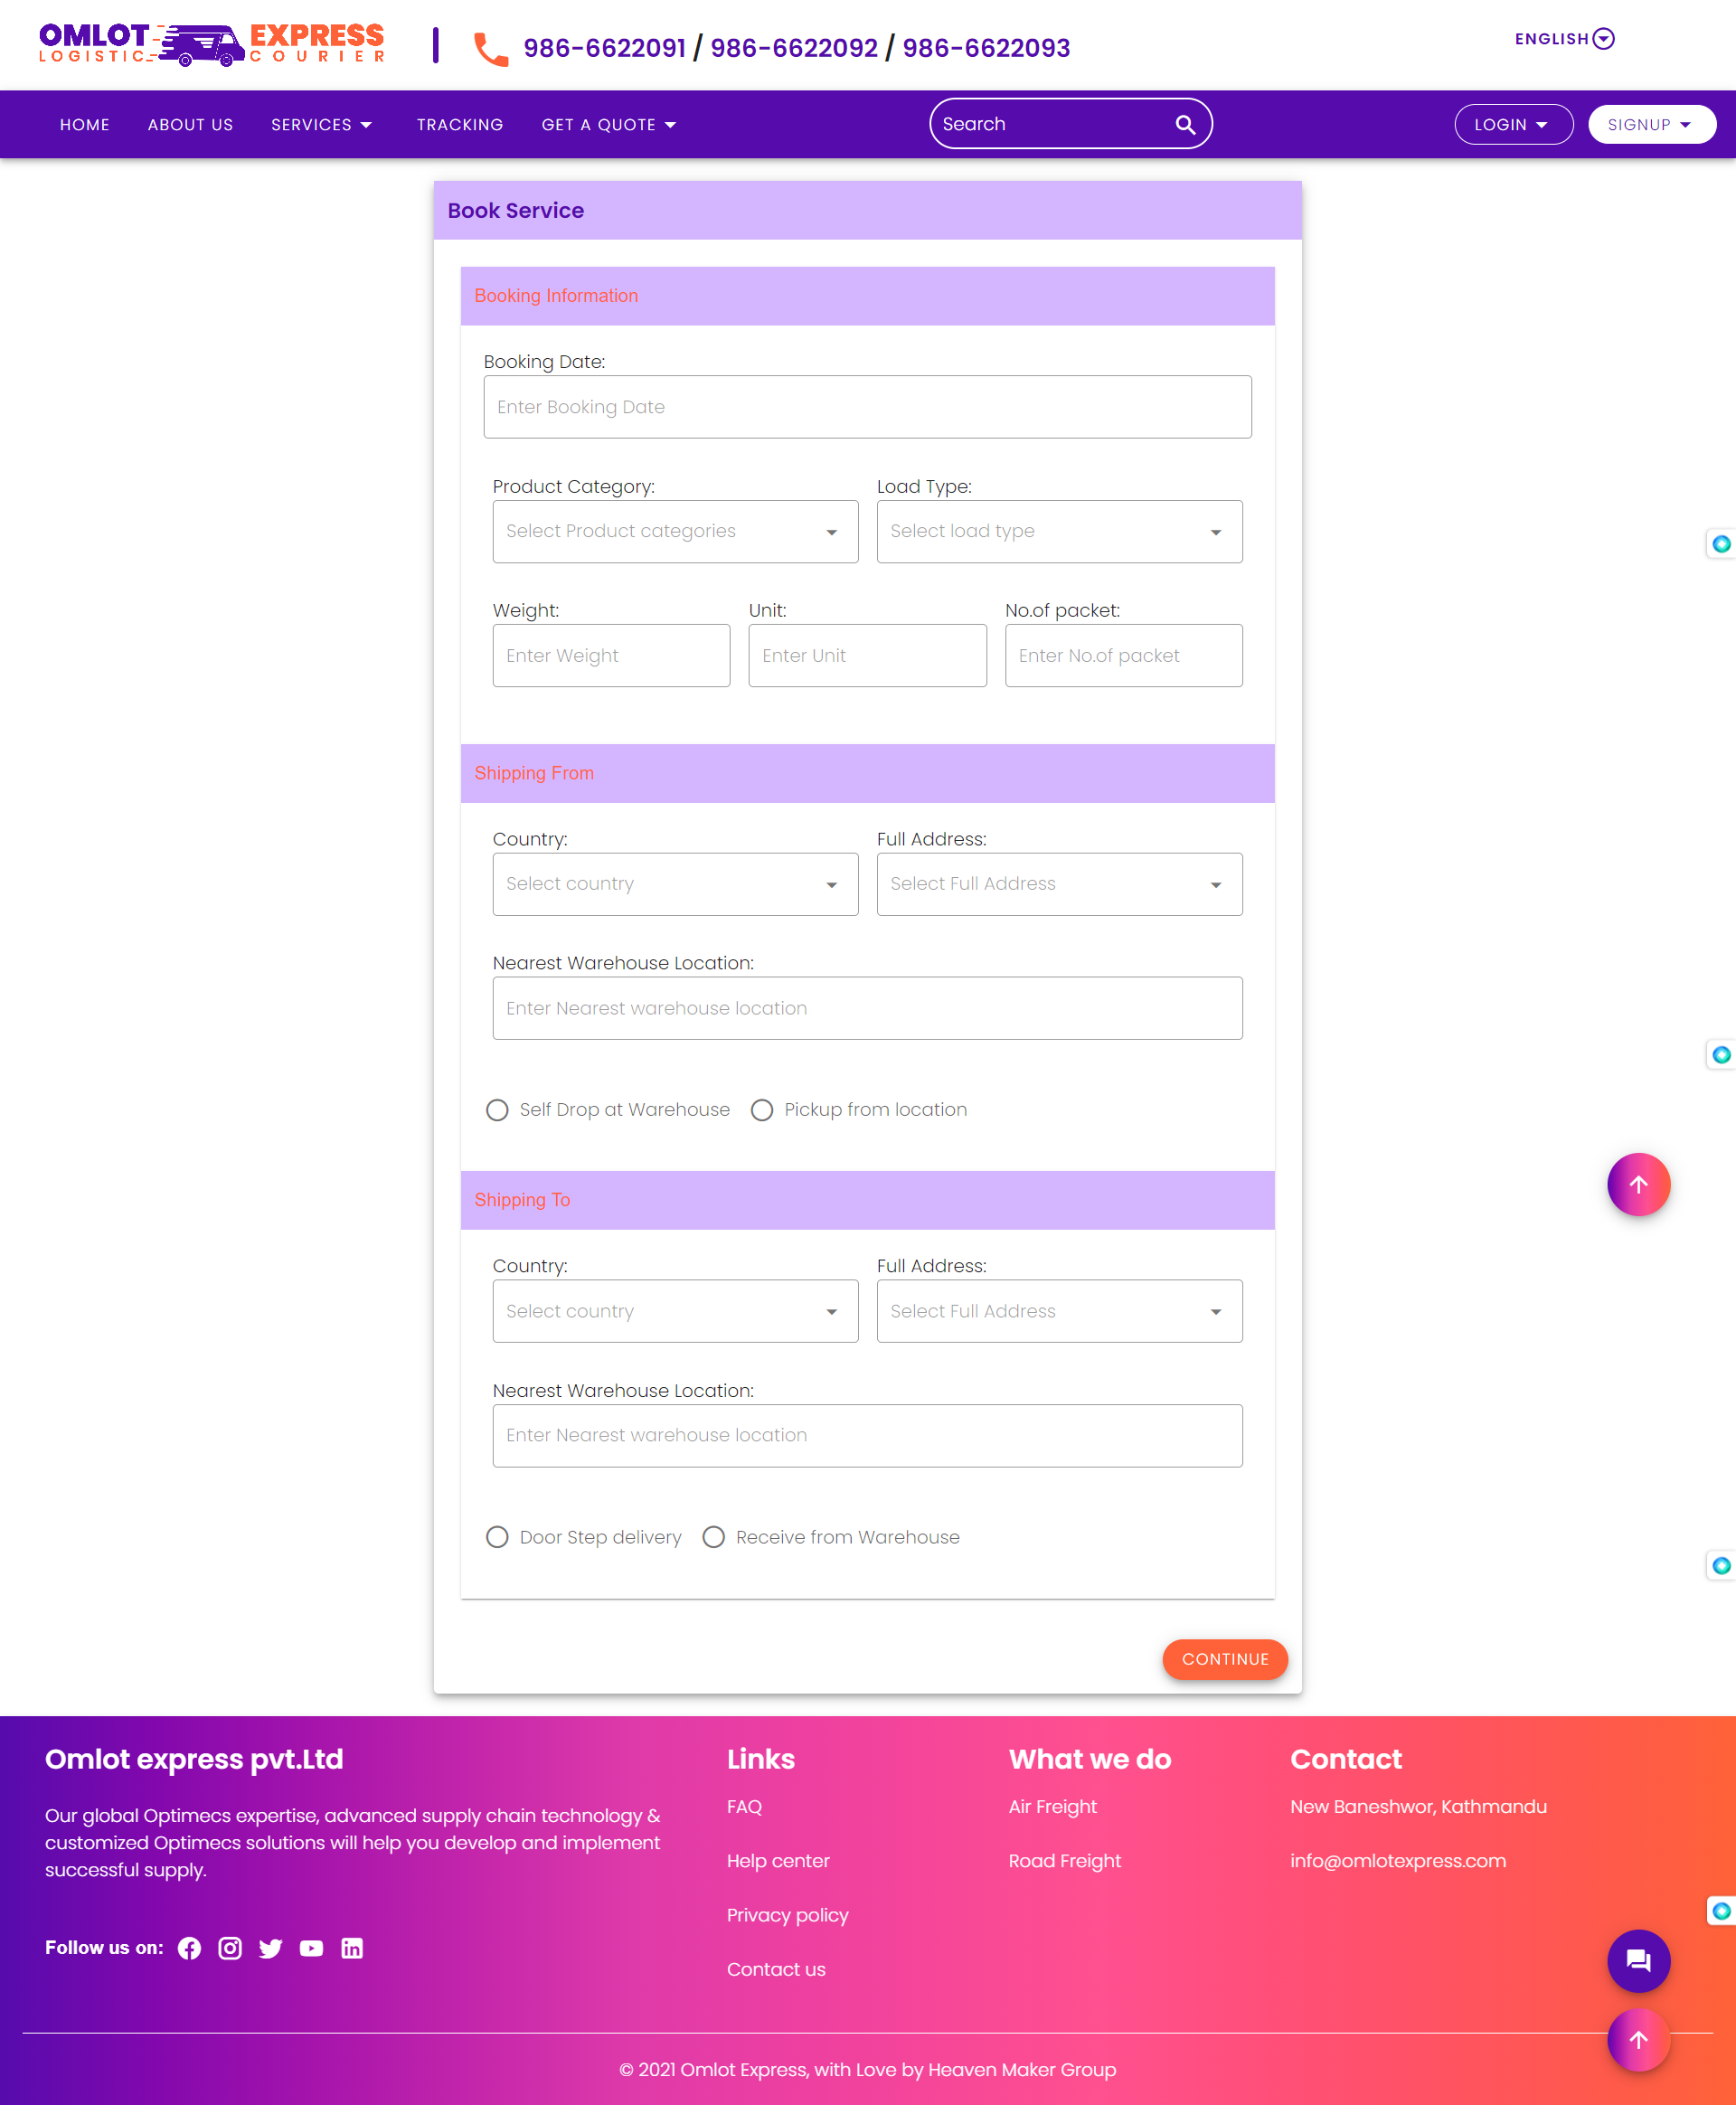 OMLOT EXPRESS
LOGISTIC COURIER
986-6622091 / 986-6622092 / 986-6622093
ENGLISH
HOME ABOUT US SERVICES TRACKING GET A QUOTE Search LOGIN SIGNUP
Book Service
Booking Information
Booking Date:
Enter Booking Date
Product Category: Load Type:
Select Product categories Select load type
Weight: Unit: No.of packet:
Enter Weight Enter Unit Enter No.of packet
Shipping From
Country: Full Address:
Select country Select Full Address
Nearest Warehouse Location:
Enter Nearest warehouse location
Self Drop at Warehouse Pickup from location
Shipping To
Country: Full Address:
Select country Select Full Address
Nearest Warehouse Location:
Enter Nearest warehouse location
Door Step delivery Receive from Warehouse
CONTINUE
Omlot express pvt.Ltd
Our global Optimecs expertise, advanced supply chain technology &
customized Optimecs solutions will help you develop and implement
successful supply.
Follow us on:
Links
FAQ
Help center
Privacy policy
Contact us
What we do
Air Freight
Road Freight
Contact
New Baneshwor, Kathmandu
info@omlotexpress.com
© 2021 Omlot Express, with Love by Heaven Maker Group